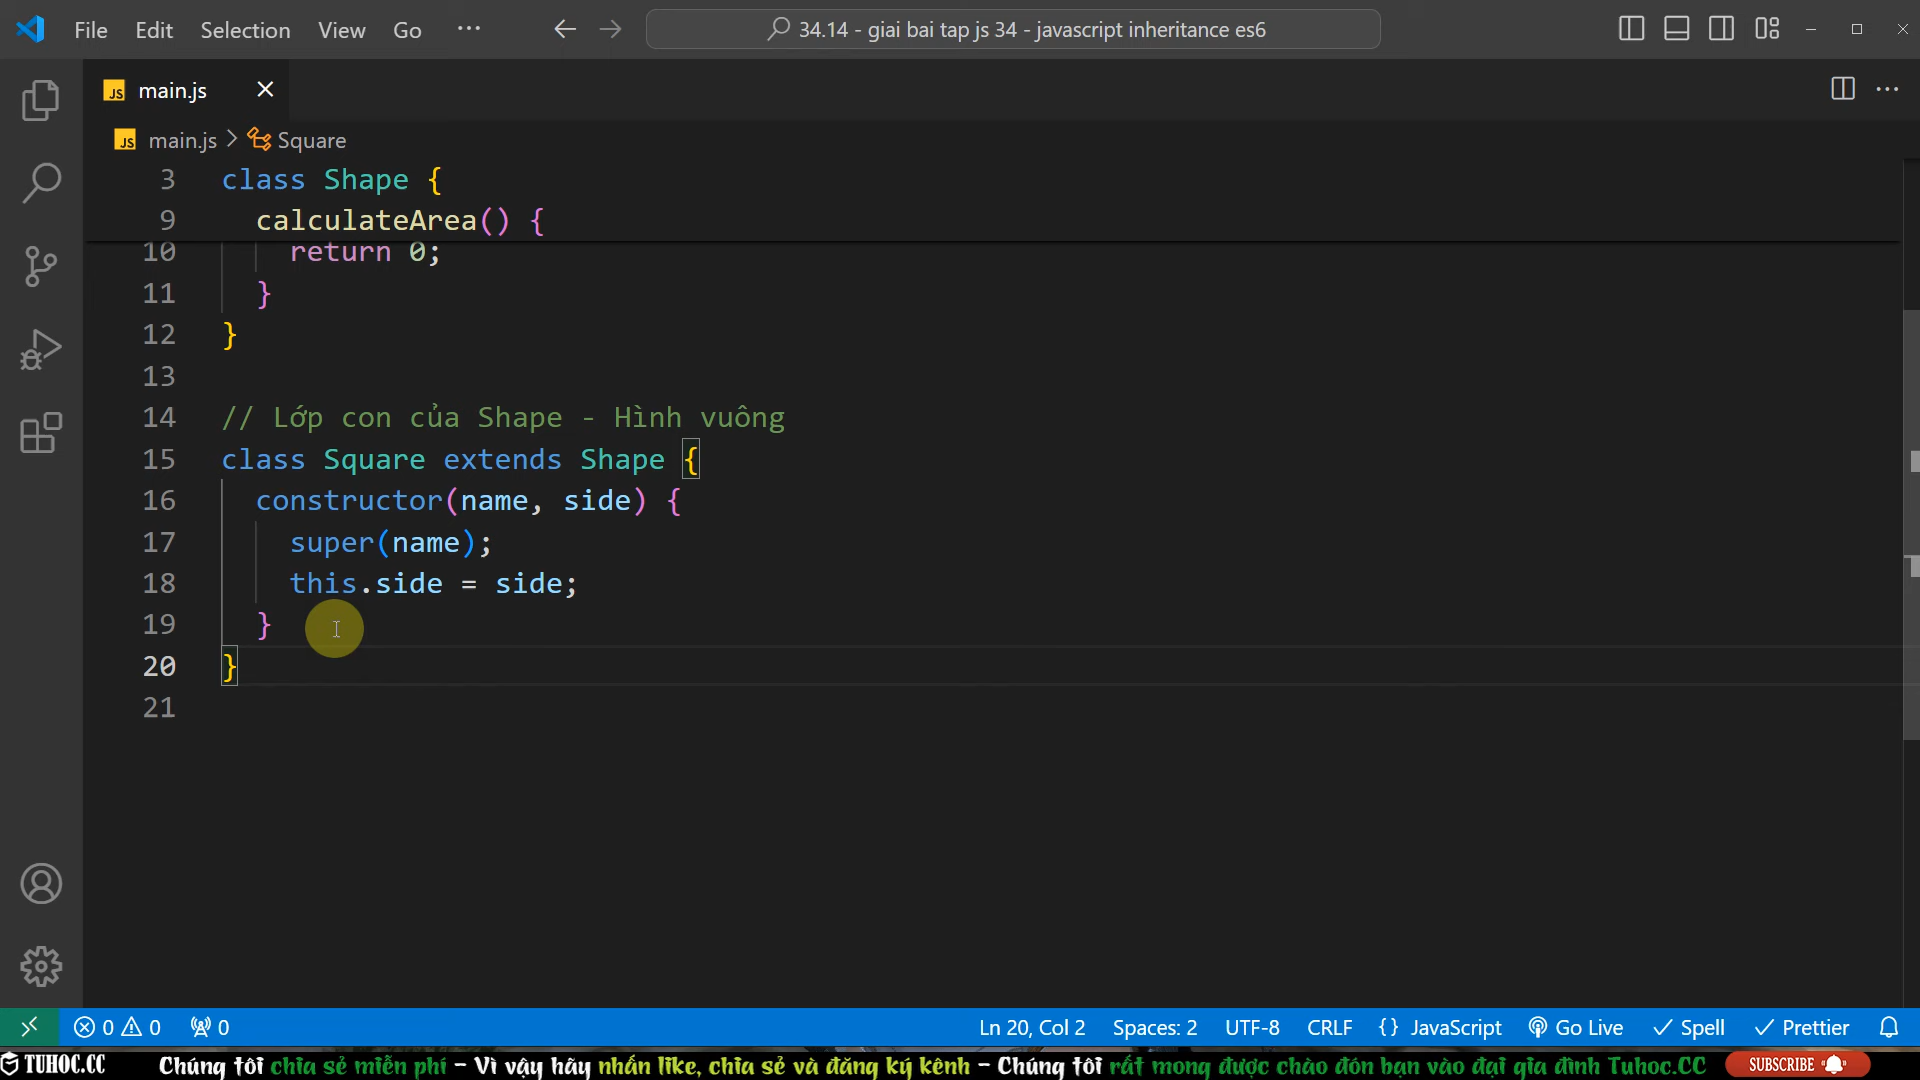 File Edit Selection View Go ... 34.14 - giai bai tap js 34 - javascript inheritance es6
JS main.js
JS main.js > Square
3 class Shape {
9 calculateArea() {
10 return 0;
11 }
12 }
13
14 // Lớp con của Shape - Hình vuông
15 class Square extends Shape {
16 constructor(name, side) {
17 super(name);
18 this.side = side;
19 }
20 }
21
0 0 0 Ln 20, Col 2 Spaces: 2 UTF-8 CRLF {} JavaScript Go Live Spell Prettier
TUHOC.CC Chúng tôi chia sẻ miễn phí - Vì vậy hãy nhấn like, chia sẻ và đăng ký kênh - Chúng tôi rất mong được chào đón bạn vào đại gia đình Tuhoc.CC SUBSCRIBE